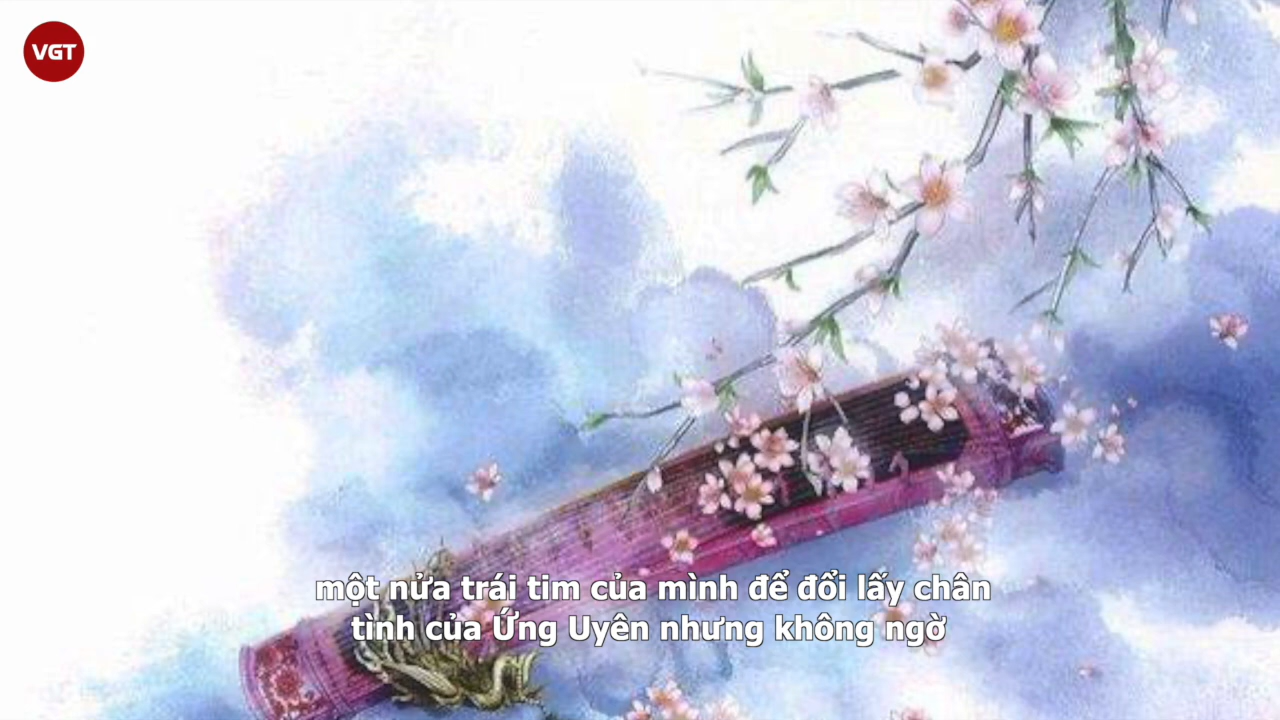 VGT
một nửa trái tim của mình để đổi lấy chân
tình của Ứng Uyên nhưng không ngờ